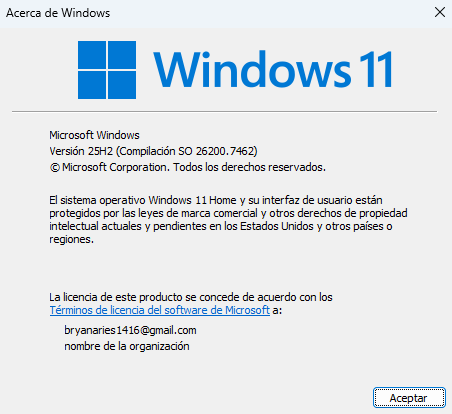 Acerca de Windows
Windows 11
Microsoft Windows
Versión 25H2 (Compilación SO 26200.7462)
© Microsoft Corporation. Todos los derechos reservados.
El sistema operativo Windows 11 Home y su interfaz de usuario están
protegidos por las leyes de marca comercial y otros derechos de propiedad
intelectual actuales y pendientes en los Estados Unidos y otros países o
regiones.
La licencia de este producto se concede de acuerdo con los
Términos de licencia del software de Microsoft a:
bryanaries1416@gmail.com
nombre de la organización
Aceptar